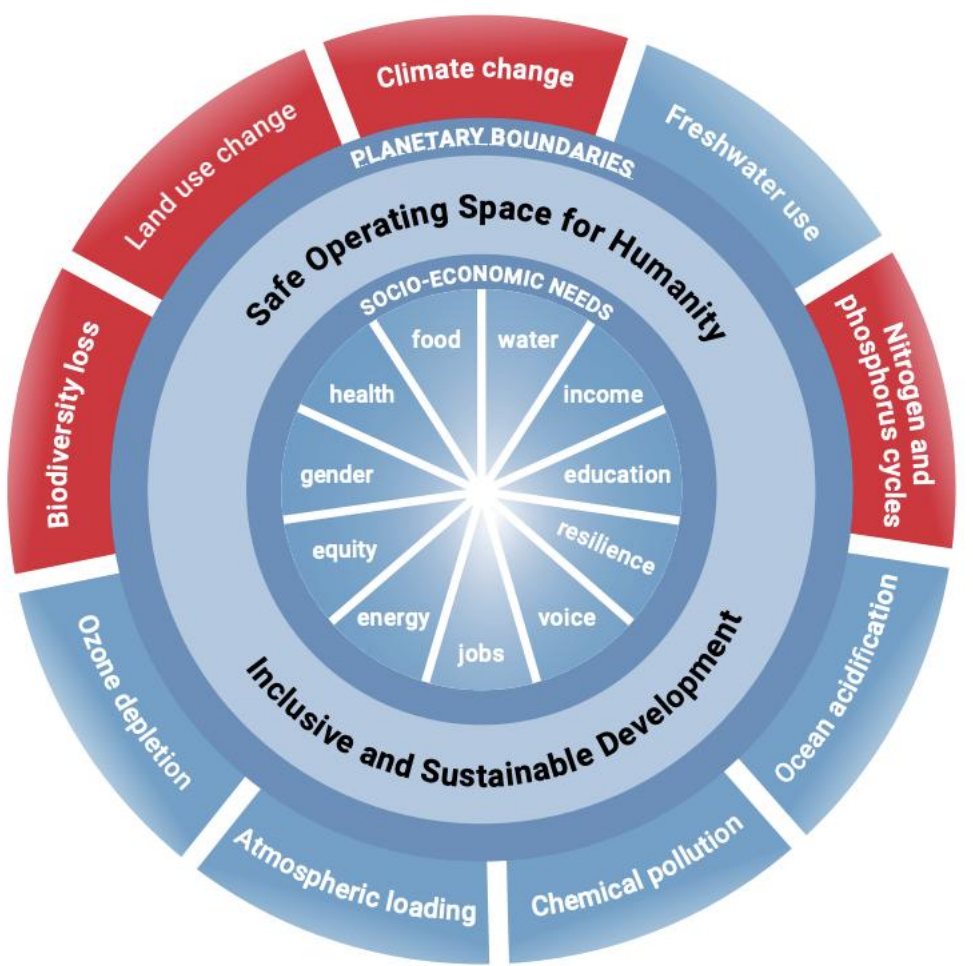 Climate change
Freshwater use
Nitrogen and
phosphorus cycles
Ocean acidification
Chemical pollution
Atmospheric loading
Ozone depletion
Biodiversity loss
Land use change
PLANETARY BOUNDARIES
Safe Operating Space for Humanity
SOCIO-ECONOMIC NEEDS
water
income
education
resilience
voice
jobs
energy
equity
gender
health
food
Inclusive and Sustainable Development